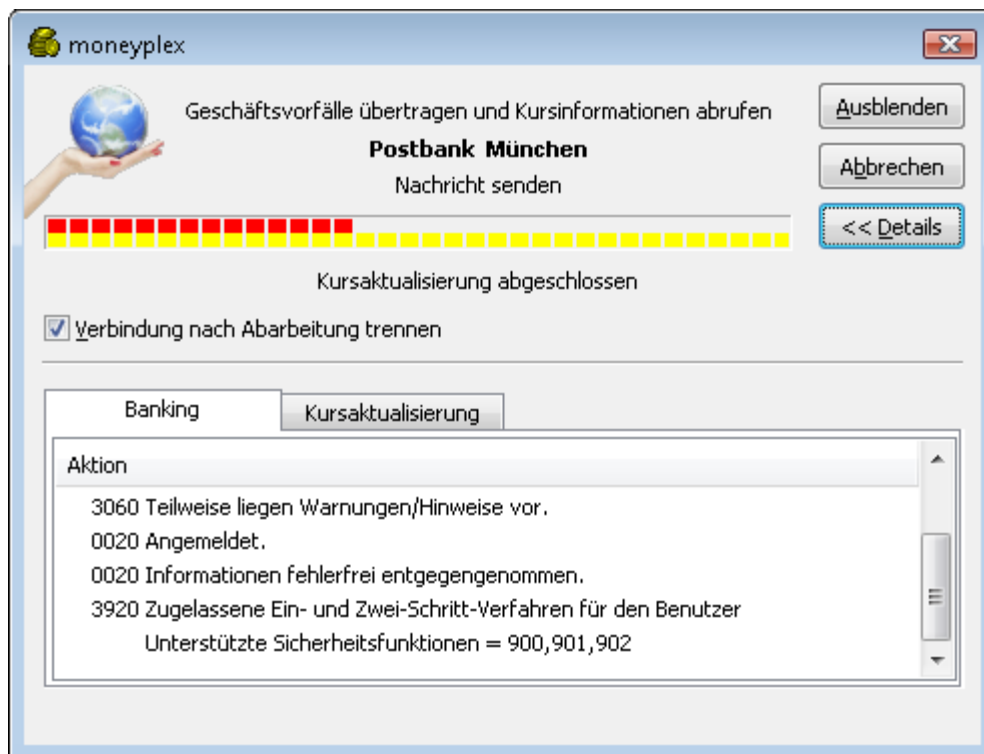 moneyplex
Geschäftsvorfälle übertragen und Kursinformationen abrufen
Postbank München
Nachricht senden
Ausblenden
Abbrechen
<< Details
Kursaktualisierung abgeschlossen
Verbindung nach Abarbeitung trennen
Banking
Kursaktualisierung
Aktion
3060 Teilweise liegen Warnungen/Hinweise vor.
0020 Angemeldet.
0020 Informationen fehlerfrei entgegengenommen.
3920 Zugelassene Ein- und Zwei-Schritt-Verfahren für den Benutzer
Unterstützte Sicherheitsfunktionen = 900,901,902